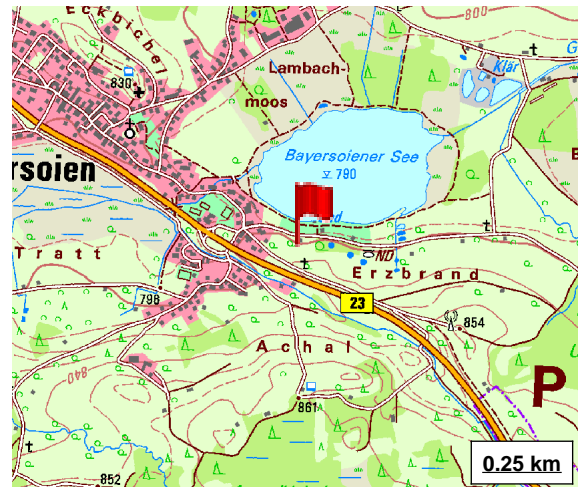 Eckbichel
800
Lambach-
moos
Klär
G
830
Bayersoiener See
790
rsoien
ND
Tratt
Erzbrand
798
23
854
Achal
840
861
P
852
0.25 km